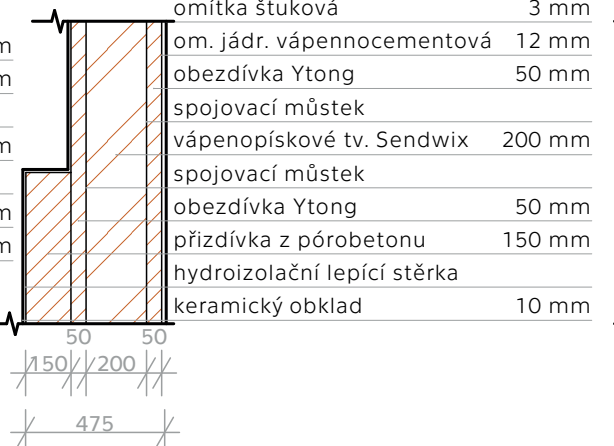 omítka štuková 3 mm
om. jádr. vápennocementová 12 mm
obezdívka Ytong 50 mm
spojovací můstek
vápenopískové tv. Sendwix 200 mm
spojovací můstek
obezdívka Ytong 50 mm
přizdívka z pórobetonu 150 mm
hydroizolační lepící stěrka
keramický obklad 10 mm
50 50
150 200
475